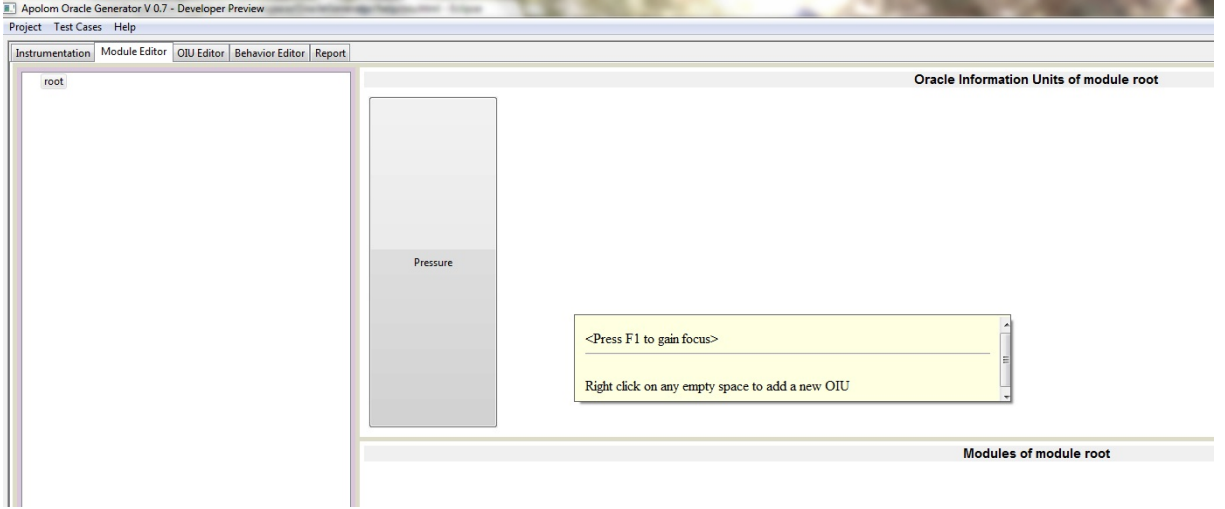 Apolom Oracle Generator V 0.7 - Developer Preview
Project Test Cases Help
Instrumentation Module Editor OIU Editor Behavior Editor Report
root
Oracle Information Units of module root
Pressure
<Press F1 to gain focus>
Right click on any empty space to add a new OIU
Modules of module root